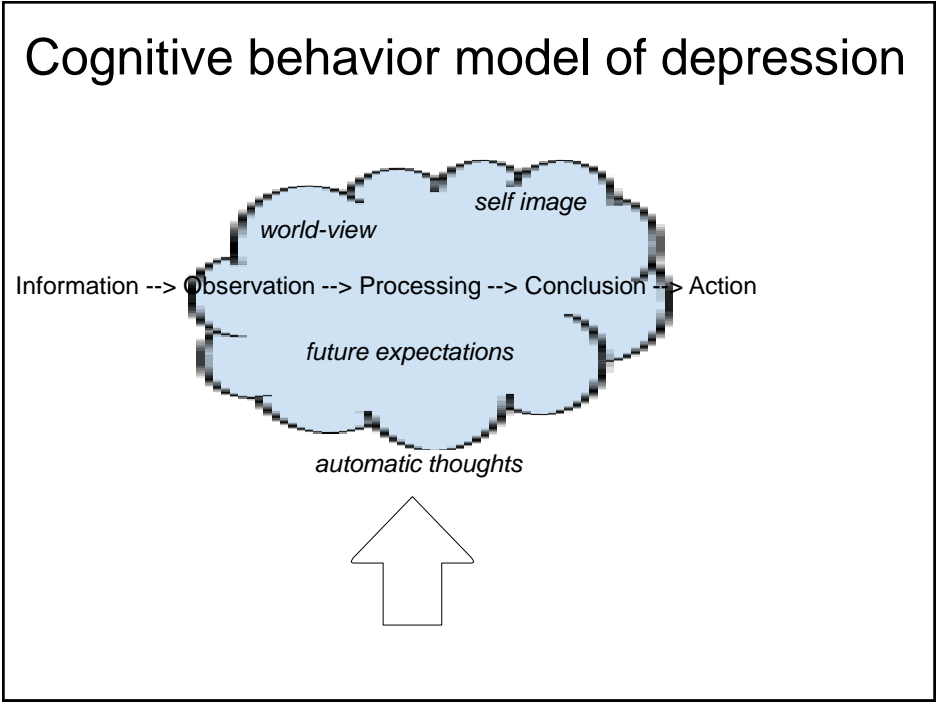 Cognitive behavior model of depression
self image
world-view
Information --> Observation --> Processing --> Conclusion --> Action
future expectations
automatic thoughts